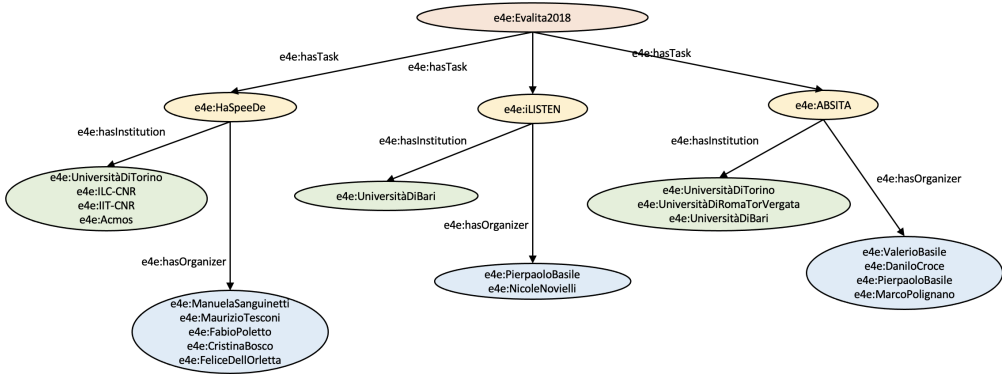 e4e:Evalita2018
e4e:hasTask
e4e:hasTask
e4e:hasTask
e4e:HaSpeeDe
e4e:iLISTEN
e4e:ABSITA
e4e:hasInstitution
e4e:hasInstitution
e4e:hasInstitution
e4e:UniversitàDiTorino
e4e:ILC-CNR
e4e:IIT-CNR
e4e:Acmos
e4e:UniversitàDiBari
e4e:UniversitàDiTorino
e4e:UniversitàDiRomaTorVergata
e4e:UniversitàDiBari
e4e:hasOrganizer
e4e:hasOrganizer
e4e:hasOrganizer
e4e:ManuelaSanguinetti
e4e:MaurizioTesconi
e4e:FabioPoletto
e4e:CristinaBosco
e4e:FeliceDellOrletta
e4e:PierpaoloBasile
e4e:NicoleNovielli
e4e:ValerioBasile
e4e:DaniloCroce
e4e:PierpaoloBasile
e4e:MarcoPolignano